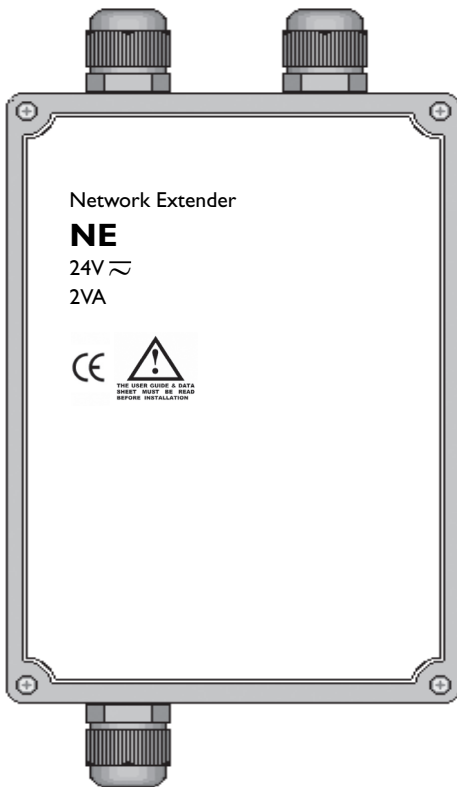 Network Extender
NE
24V ⏦
2VA
CE
THE USER GUIDE & DATA
SHEET MUST BE READ
BEFORE INSTALLATION